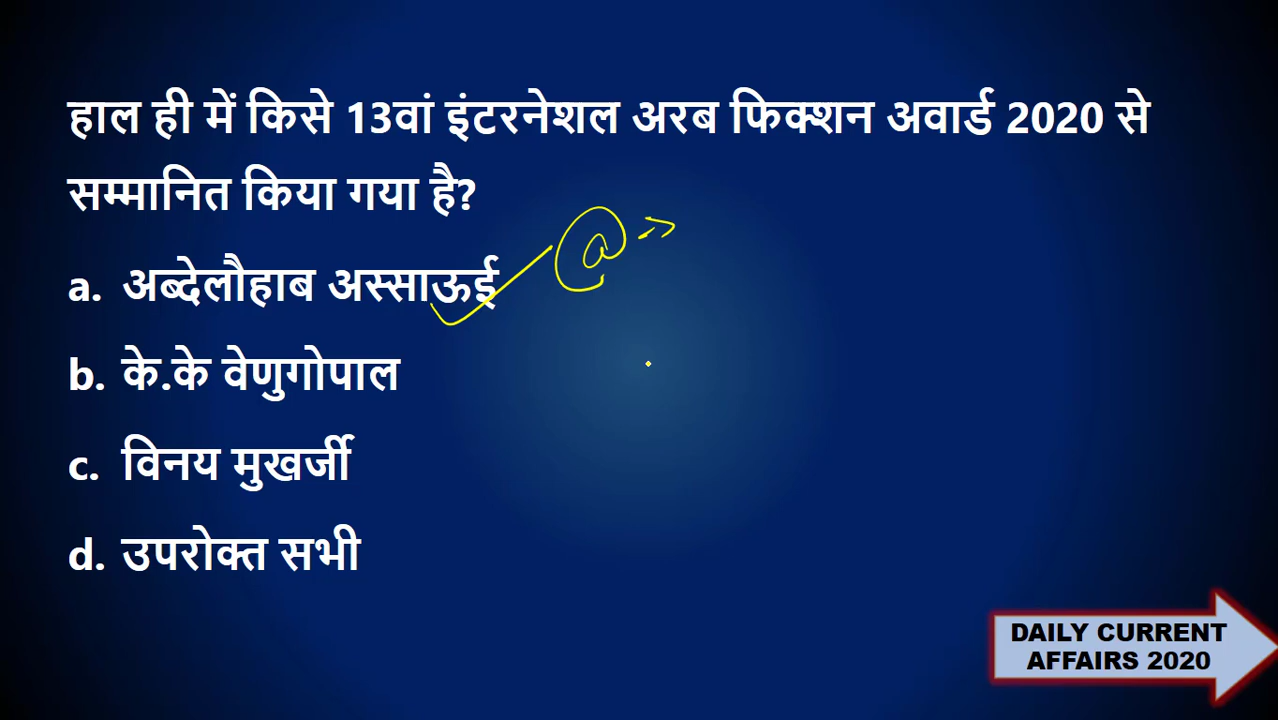 हाल ही में किसे 13वां इंटरनेशल अरब फिक्शन अवार्ड 2020 से
सम्मानित किया गया है?
a. अब्देलौहाब अस्साऊई
a
b. के.के वेणुगोपाल
c. विनय मुखर्जी
d. उपरोक्त सभी
DAILY CURRENT
AFFAIRS 2020